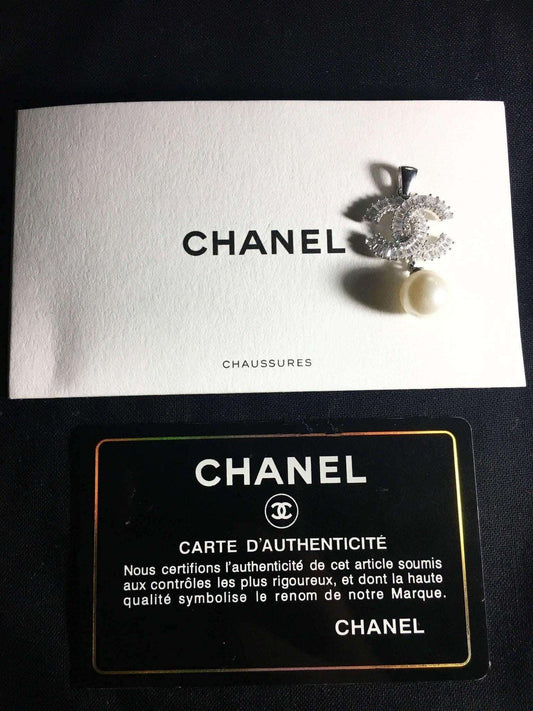 CHANEL
CHAUSSURES
CHANEL
CARTE D'AUTHENTICITÉ
Nous certifions l'authenticité de cet article soumis
aux contrôles les plus rigoureux, et dont la haute
qualité symbolise le renom de notre Marque.
CHANEL